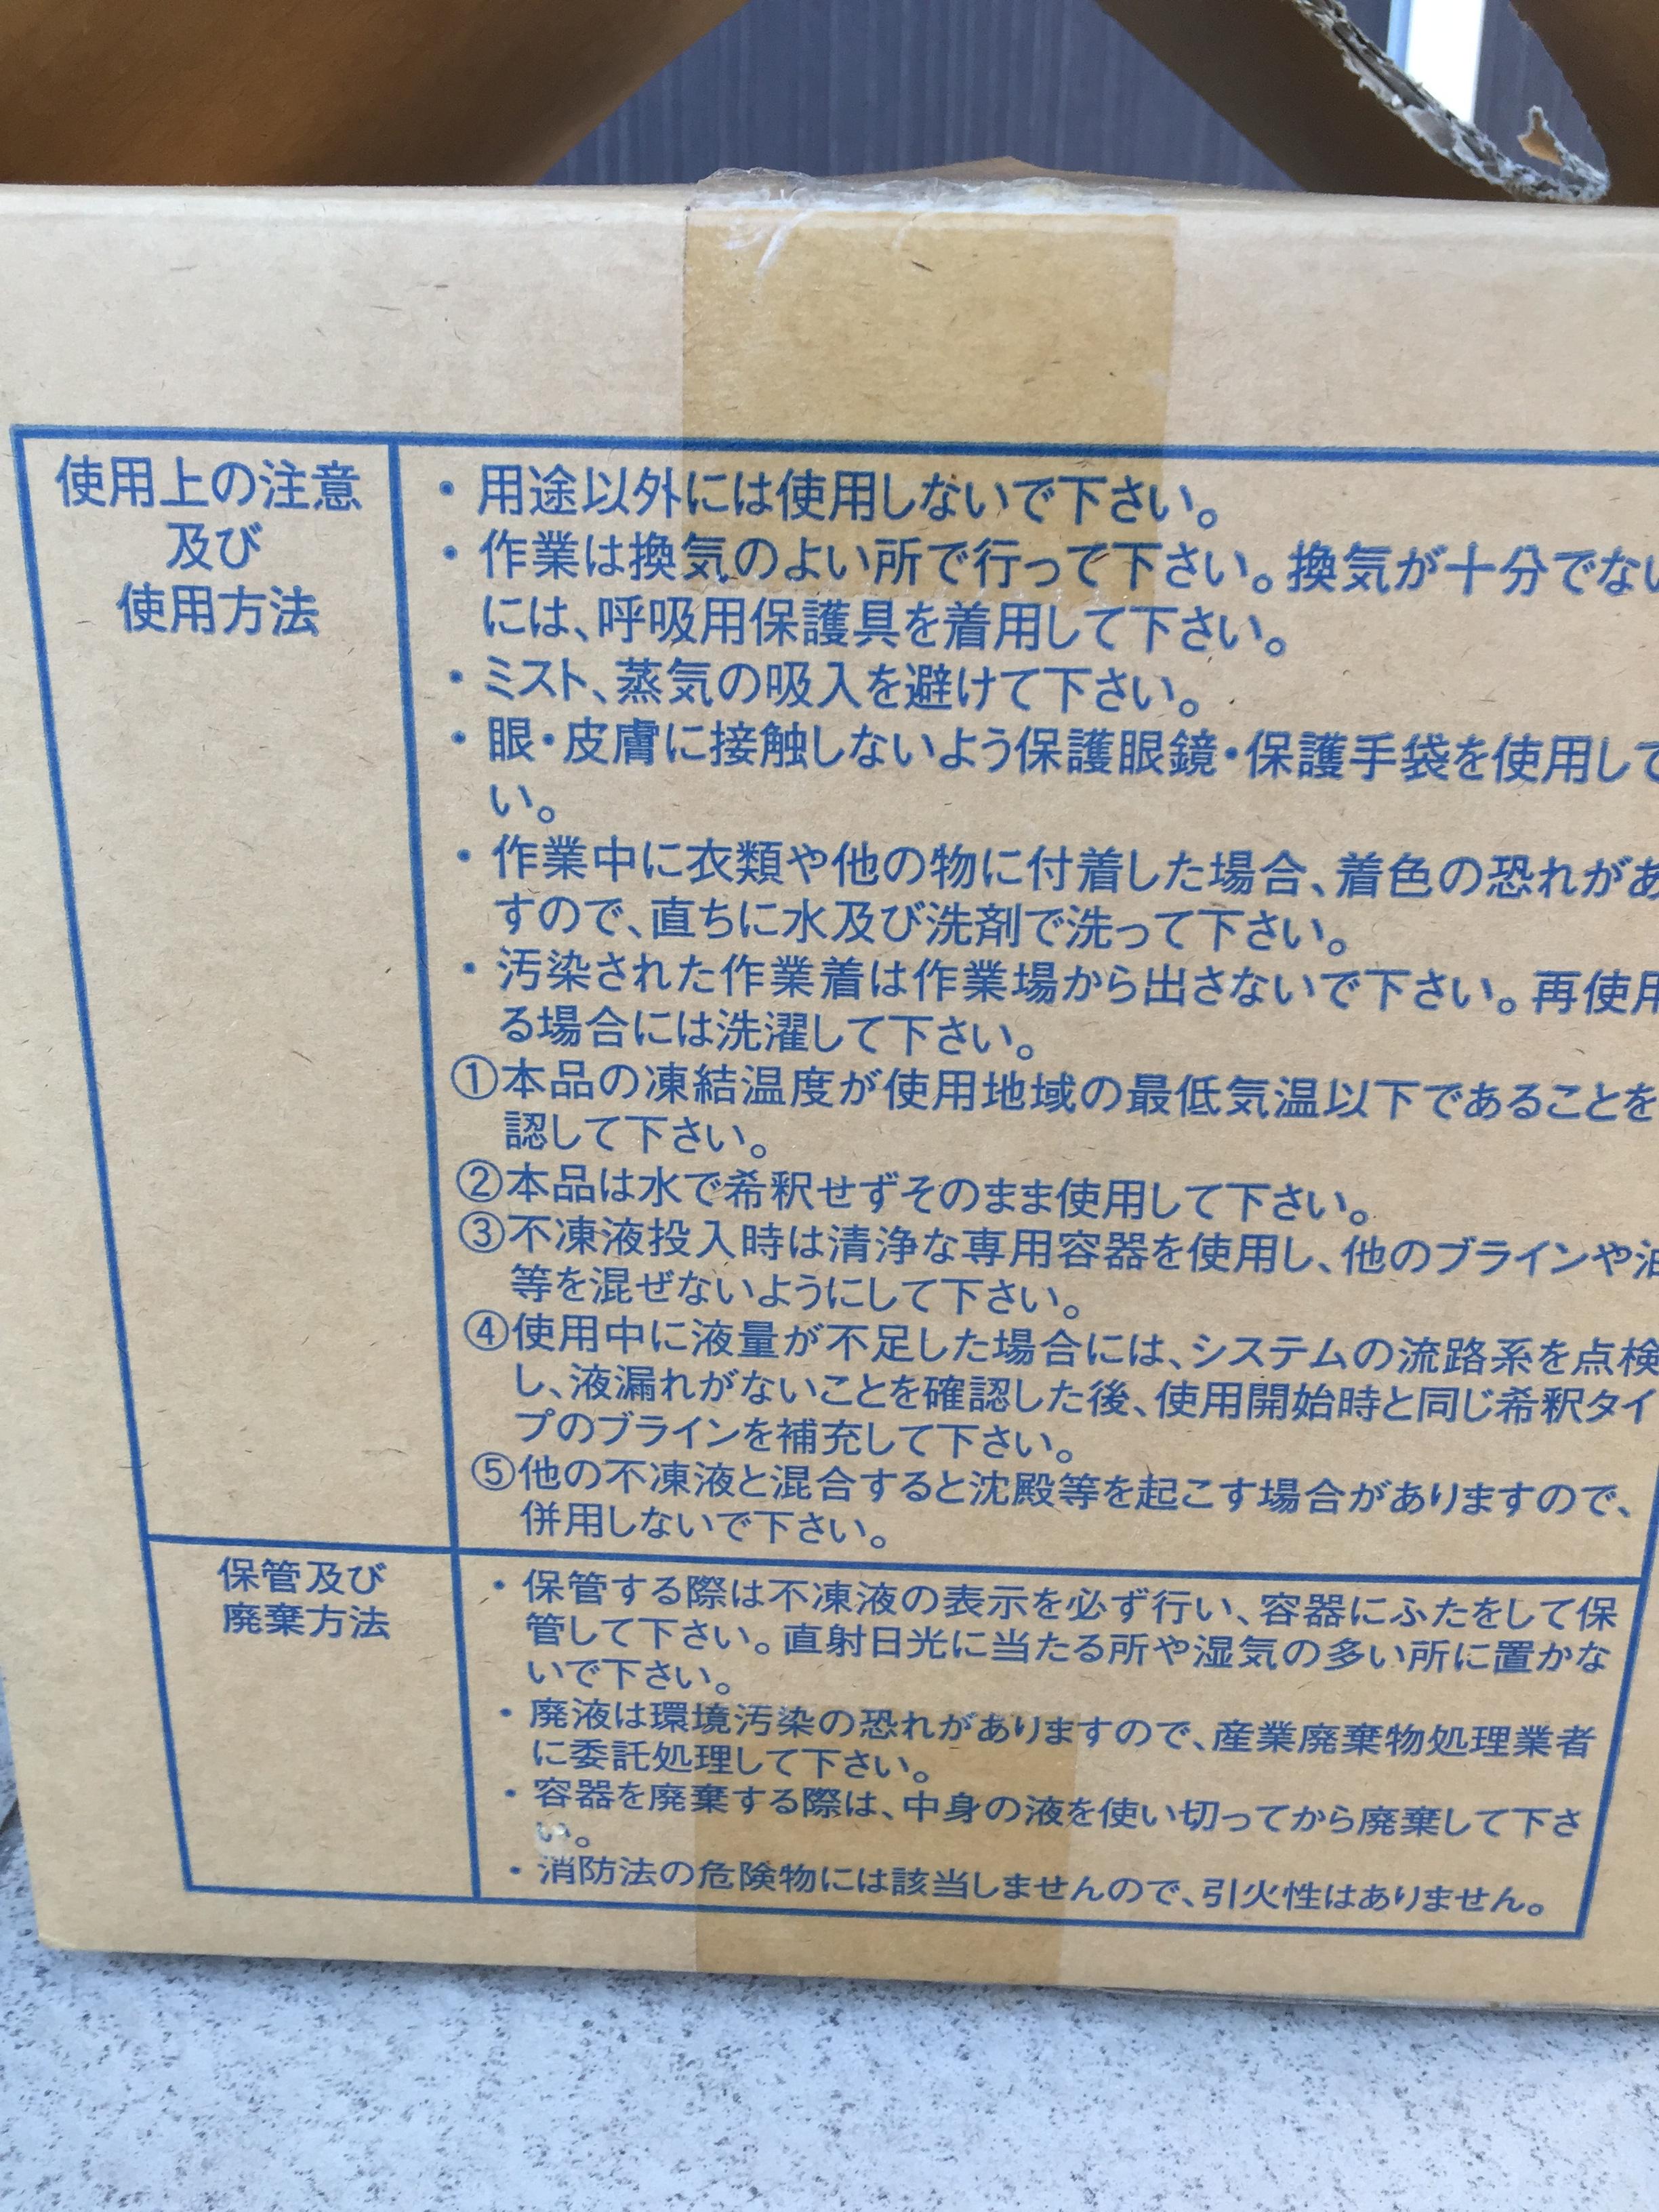 使用上の注意
及び
使用方法
・用途以外には使用しないで下さい。
・作業は換気のよい所で行って下さい。換気が十分でない
には、呼吸用保護具を着用して下さい。
・ミスト、蒸気の吸入を避けて下さい。
・眼・皮膚に接触しないよう保護眼鏡・保護手袋を使用して
い。
・作業中に衣類や他の物に付着した場合、着色の恐れがあ
すので、直ちに水及び洗剤で洗って下さい。
・汚染された作業着は作業場から出さないで下さい。再使用
る場合には洗濯して下さい。
①本品の凍結温度が使用地域の最低気温以下であることを
認して下さい。
②本品は水で希釈せずそのまま使用して下さい。
③不凍液投入時は清浄な専用容器を使用し、他のブラインや油
等を混ぜないようにして下さい。
④使用中に液量が不足した場合には、システムの流路系を点検
し、液漏れがないことを確認した後、使用開始時と同じ希釈タイ
プのブラインを補充して下さい。
⑤他の不凍液と混合すると沈殿等を起こす場合がありますので、
併用しないで下さい。
保管及び
廃棄方法
・保管する際は不凍液の表示を必ず行い、容器にふたをして保
管して下さい。直射日光に当たる所や湿気の多い所に置かな
いで下さい。
・廃液は環境汚染の恐れがありますので、産業廃棄物処理業者
に委託処理して下さい。
・容器を廃棄する際は、中身の液を使い切ってから廃棄して下さ
い。
・消防法の危険物には該当しませんので、引火性はありません。